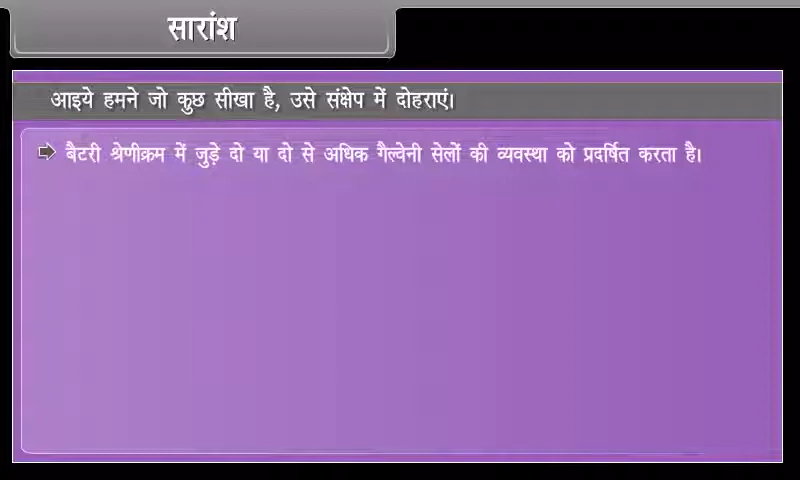 सारांश
आइये हमने जो कुछ सीखा है, उसे संक्षेप में दोहराएं।
बैटरी श्रेणीक्रम में जुड़े दो या दो से अधिक गैल्वेनी सेलों की व्यवस्था को प्रदर्षित करता है।